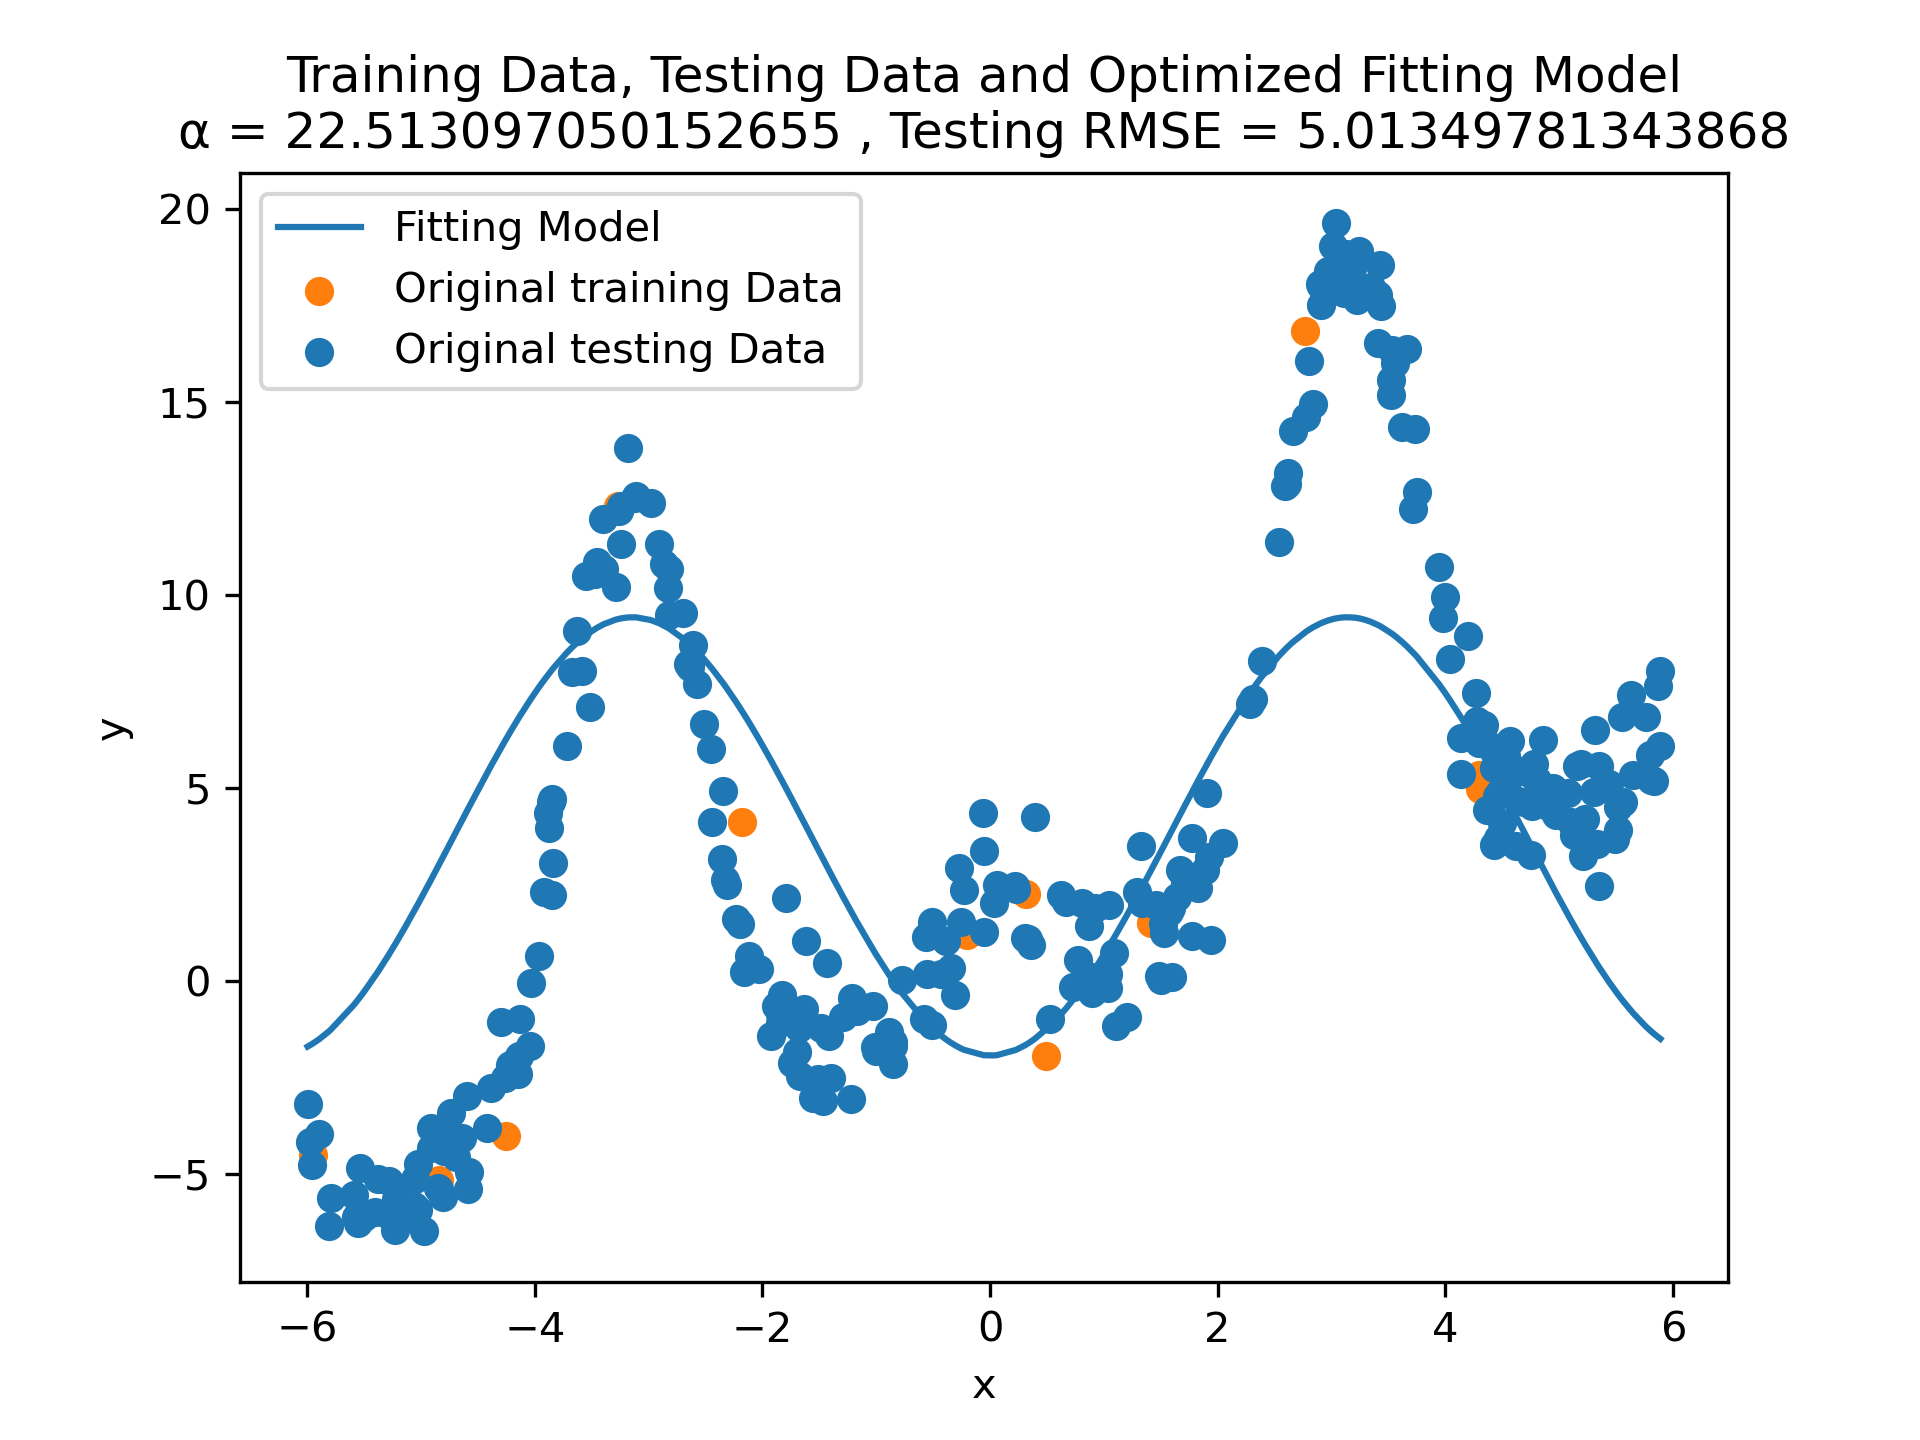 Training Data, Testing Data and Optimized Fitting Model
α = 22.513097050152655 , Testing RMSE = 5.01349781343868
Fitting Model
Original training Data
Original testing Data
20
15
10
5
0
−5
y
−6 −4 −2 0 2 4 6
x